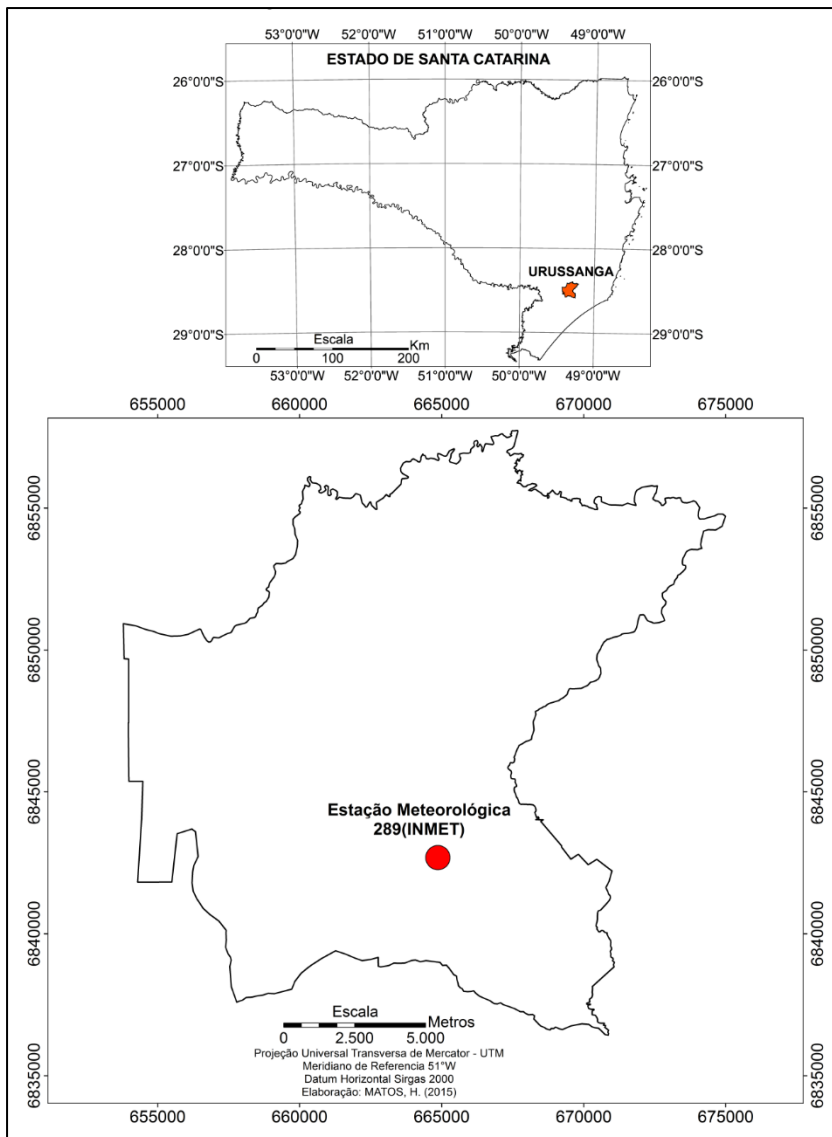 53°0'0"W 52°0'0"W 51°0'0"W 50°0'0"W 49°0'0"W
ESTADO DE SANTA CATARINA
26°0'0"S 26°0'0"S
27°0'0"S 27°0'0"S
28°0'0"S 28°0'0"S
URUSSANGA
29°0'0"S 29°0'0"S
Escala
Km
0 100 200
53°0'0"W 52°0'0"W 51°0'0"W 50°0'0"W 49°0'0"W
655000 660000 665000 670000 675000
6855000 6855000
6850000 6850000
6845000 6845000
Estação Meteorológica
289(INMET)
6840000 6840000
Escala
Metros
0 2.500 5.000
Projeção Universal Transversa de Mercator - UTM
Meridiano de Referencia 51°W
Datum Horizontal Sirgas 2000
Elaboração: MATOS, H. (2015)
6835000 6835000
655000 660000 665000 670000 675000